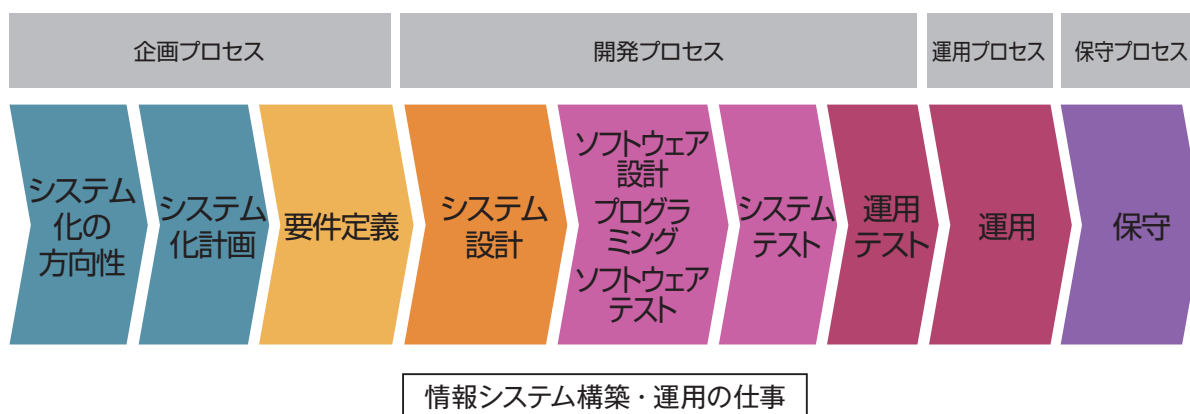 企画プロセス
開発プロセス
運用プロセス
保守プロセス
システム
化の
方向性
システム
化計画
要件定義
システム
設計
ソフトウェア
設計
プログラ
ミング
ソフトウェア
テスト
システム
テスト
運用
テスト
運用
保守
情報システム構築・運用の仕事